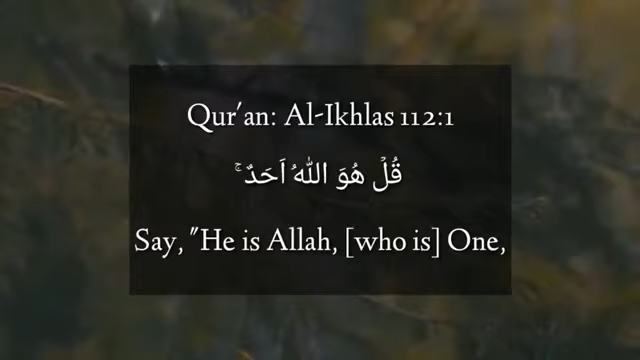 Qur'an: Al-Ikhlas 112:1
قُلْ هُوَ اللّٰهُ اَحَدٌ ۚ
Say, "He is Allah, [who is] One,